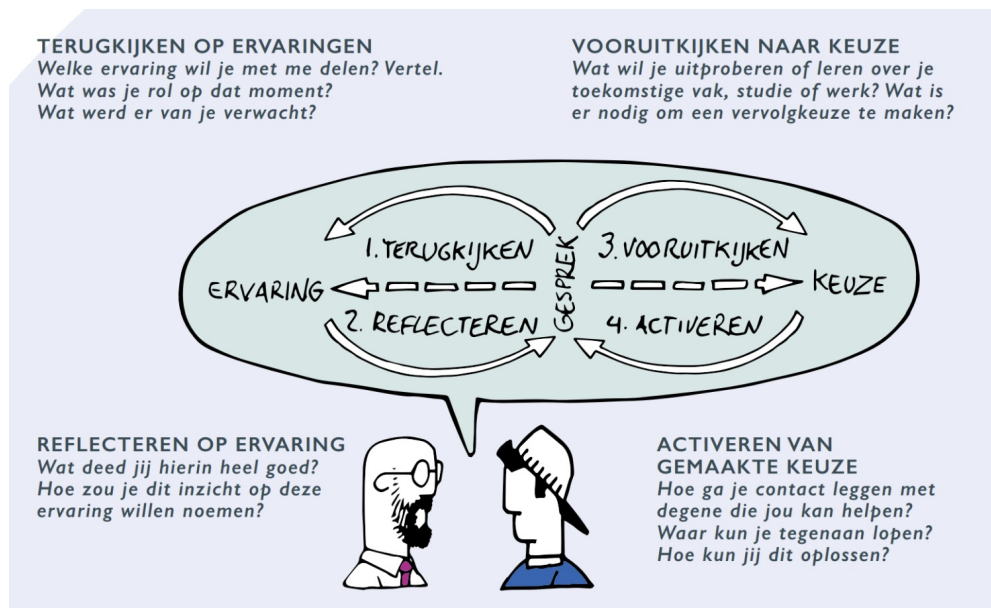 TERUGKIJKEN OP ERVARINGEN
Welke ervaring wil je met me delen? Vertel.
Wat was je rol op dat moment?
Wat werd er van je verwacht?
VOORUITKIJKEN NAAR KEUZE
Wat wil je uitproberen of leren over je
toekomstige vak, studie of werk? Wat is
er nodig om een vervolgkeuze te maken?
1. TERUGKIJKEN
3. VOORUITKIJKEN
ERVARING
GESPREK
KEUZE
2. REFLECTEREN
4. ACTIVEREN
REFLECTEREN OP ERVARING
Wat deed jij hierin heel goed?
Hoe zou je dit inzicht op deze
ervaring willen noemen?
ACTIVEREN VAN
GEMAAKTE KEUZE
Hoe ga je contact leggen met
degene die jou kan helpen?
Waar kun je tegenaan lopen?
Hoe kun jij dit oplossen?